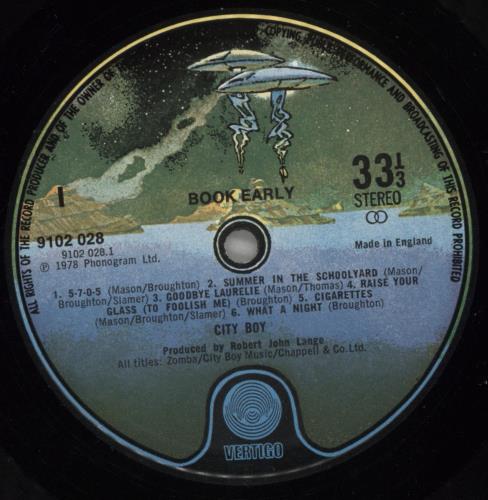 ALL RIGHTS OF THE RECORD PRODUCER AND OF THE OWNER OF
COPYING PERFORMANCE AND BROADCASTING OF THIS RECORD PROHIBITED
BOOK EARLY
I
33⅓
STEREO
9102 028
9102 028.1
℗ 1978 Phonogram Ltd.
Made in England
1. 5-7-0-5 (Mason/Broughton) 2. SUMMER IN THE SCHOOLYARD (Mason/
Broughton/Slamer) 3. GOODBYE LAURELIE (Mason/Thomas) 4. RAISE YOUR
GLASS (TO FOOLISH ME) (Broughton) 5. CIGARETTES
(Mason/Broughton/Slamer) 6. WHAT A NIGHT (Broughton)
CITY BOY
Produced by Robert John Lange
All titles: Zomba/City Boy Music/Chappell & Co. Ltd.
VERTIGO